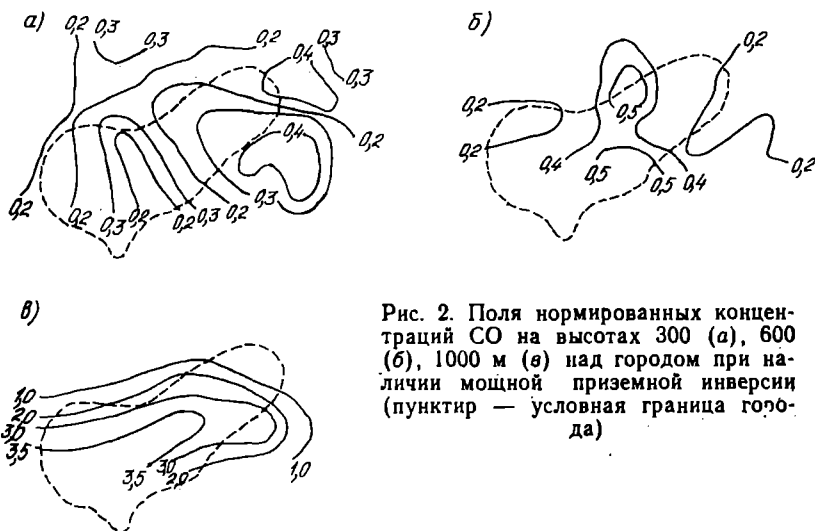 а)
0,2 0,3 0,3 0,2 0,4 0,3 0,3
0,4 0,2
0,2 0,2 0,3 0,2 0,2 0,3 0,2 0,3
б)
0,2
0,2 0,5
0,2 0,4 0,5 0,5 0,4 0,2
в)
1,0
2,0
3,0
3,5
3,5 3,0 2,0 1,0
Рис. 2. Поля нормированных концен-
траций СО на высотах 300 (а), 600
(б), 1000 м (в) над городом при на-
личии мощной приземной инверсии
(пунктир — условная граница горо-
да)